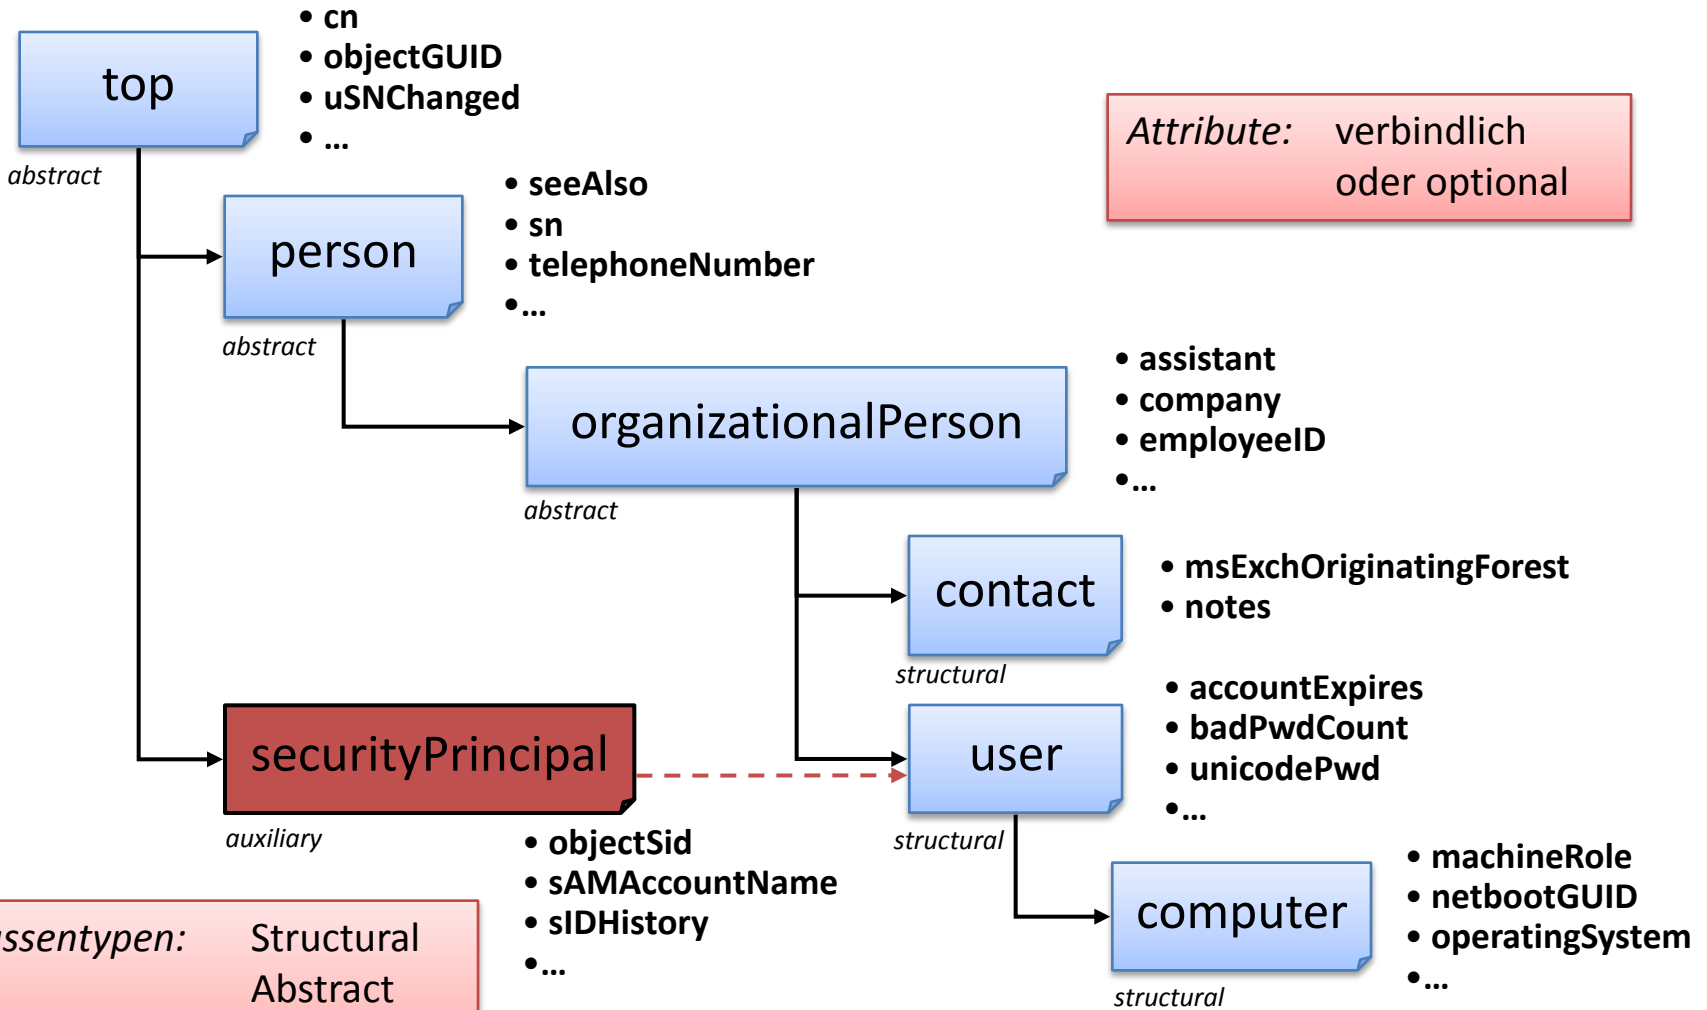 top
abstract
• cn
• objectGUID
• uSNChanged
• ...
Attribute: verbindlich
oder optional
person
abstract
• seeAlso
• sn
• telephoneNumber
•...
organizationalPerson
abstract
• assistant
• company
• employeeID
•...
contact
structural
• msExchOriginatingForest
• notes
securityPrincipal
auxiliary
• objectSid
• sAMAccountName
• sIDHistory
•...
user
structural
• accountExpires
• badPwdCount
• unicodePwd
•...
computer
structural
• machineRole
• netbootGUID
• operatingSystem
•...
ssentypen: Structural
Abstract